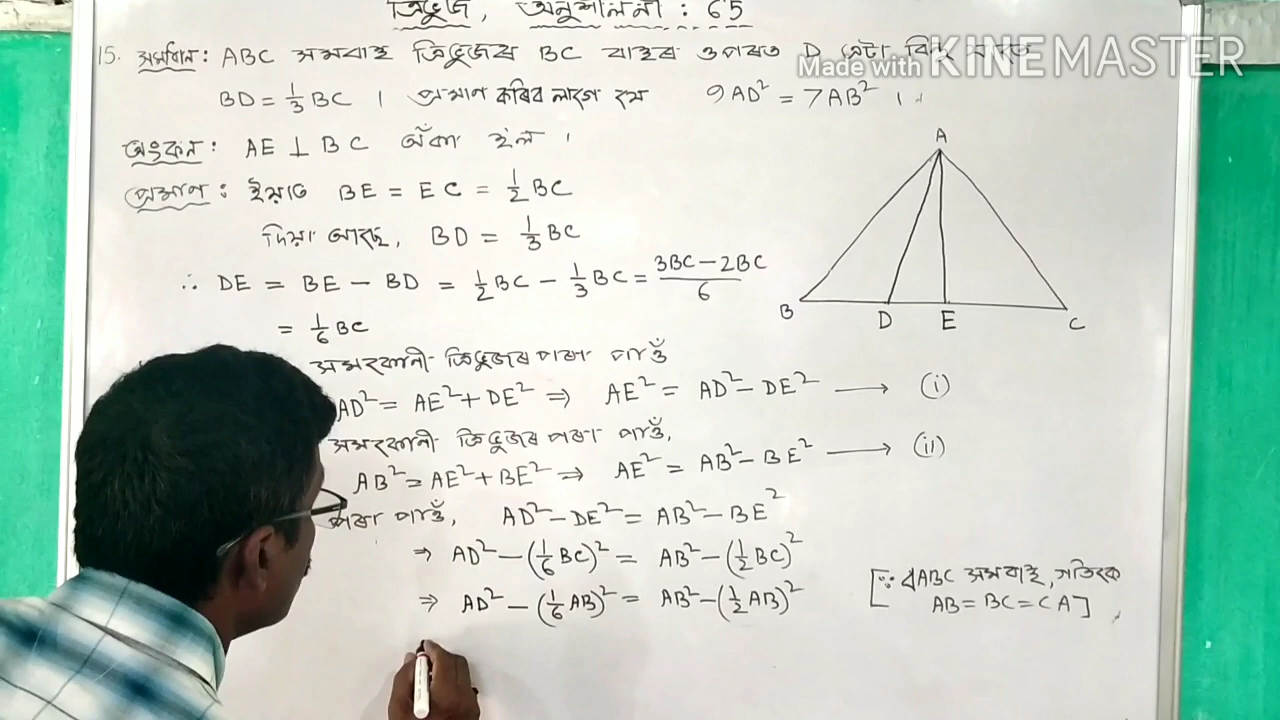 ত্ৰিভুজ, অনুশীলনী : 6.5
15. সমাধান : ABC সমবাহু ত্ৰিভুজৰ BC বাহুৰ ওপৰত D এটা বিন্দু
Made with KINEMASTER
BD = 1/3 BC । প্ৰমাণ কৰিব লাগে যে 9AD² = 7AB² ।
অংকন : AE ⊥ BC অঁকা হ'ল ।
প্ৰমাণ : ইয়াত BE = EC = 1/2 BC
দিয়া আছে, BD = 1/3 BC
∴ DE = BE − BD = 1/2 BC − 1/3 BC = (3BC − 2BC)/6
= 1/6 BC
সমকোণী ত্ৰিভুজৰ পৰা পাওঁ
AD² = AE² + DE² ⇒ AE² = AD² − DE² ⟶ (i)
সমকোণী ত্ৰিভুজৰ পৰা পাওঁ,
AB² = AE² + BE² ⇒ AE² = AB² − BE² ⟶ (ii)
পৰা পাওঁ, AD² − DE² = AB² − BE²
⇒ AD² − (1/6 BC)² = AB² − (1/2 BC)²
⇒ AD² − (1/6 AB)² = AB² − (1/2 AB)²
[∵ ABC সমবাহু, গতিকে
AB = BC = CA]
A
B D E C